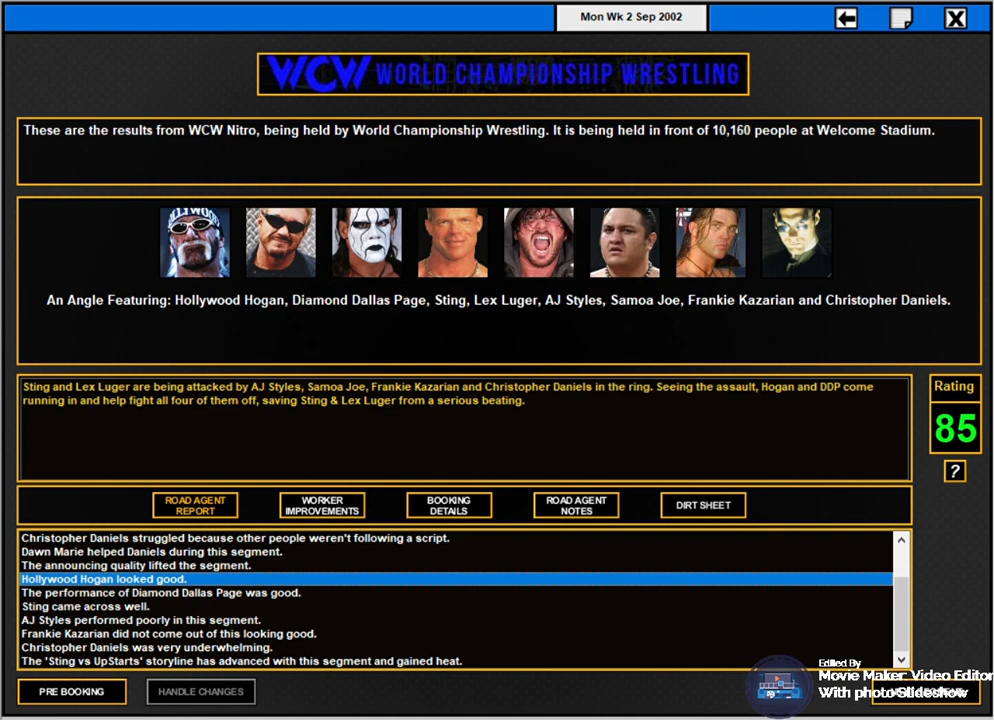 Mon Wk 2 Sep 2002
WCW WORLD CHAMPIONSHIP WRESTLING
These are the results from WCW Nitro, being held by World Championship Wrestling. It is being held in front of 10,160 people at Welcome Stadium.
An Angle Featuring: Hollywood Hogan, Diamond Dallas Page, Sting, Lex Luger, AJ Styles, Samoa Joe, Frankie Kazarian and Christopher Daniels.
Sting and Lex Luger are being attacked by AJ Styles, Samoa Joe, Frankie Kazarian and Christopher Daniels in the ring. Seeing the assault, Hogan and DDP come
running in and help fight all four of them off, saving Sting & Lex Luger from a serious beating.
Rating
85
?
ROAD AGENT
REPORT
WORKER
IMPROVEMENTS
BOOKING
DETAILS
ROAD AGENT
NOTES
DIRT SHEET
Christopher Daniels struggled because other people weren't following a script.
Dawn Marie helped Daniels during this segment.
The announcing quality lifted the segment.
Hollywood Hogan looked good.
The performance of Diamond Dallas Page was good.
Sting came across well.
AJ Styles performed poorly in this segment.
Frankie Kazarian did not come out of this looking good.
Christopher Daniels was very underwhelming.
The 'Sting vs UpStarts' storyline has advanced with this segment and gained heat.
PRE BOOKING
HANDLE CHANGES
Edited By
Movie Maker: Video Editor
With photo Slideshow